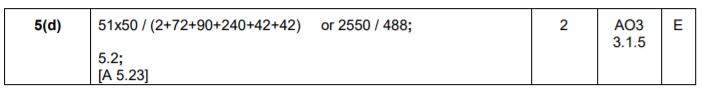 5(d) 51x50 / (2+72+90+240+42+42) or 2550 / 488; 2 AO3 E
3.1.5
5.2;
[A 5.23]